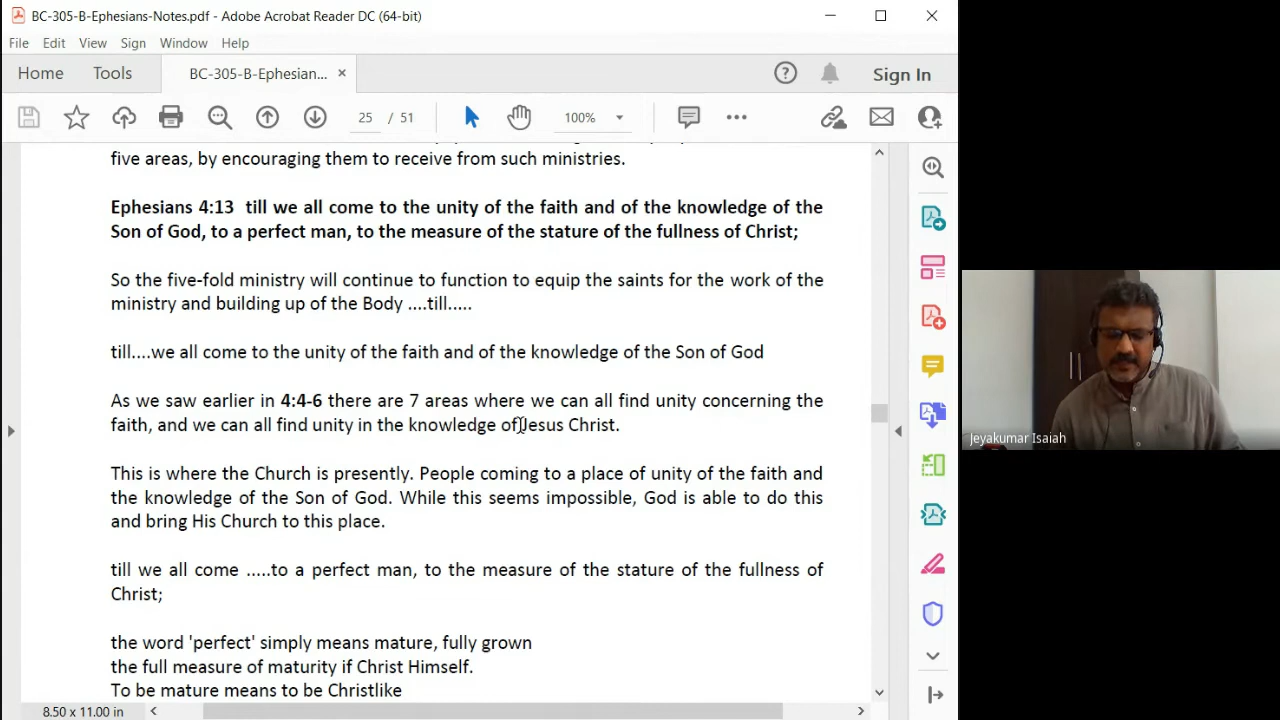 BC-305-B-Ephesians-Notes.pdf - Adobe Acrobat Reader DC (64-bit)
File Edit View Sign Window Help
Home Tools BC-305-B-Ephesian... Sign In
25 / 51 100%
five areas, by encouraging them to receive from such ministries.
Ephesians 4:13 till we all come to the unity of the faith and of the knowledge of the
Son of God, to a perfect man, to the measure of the stature of the fullness of Christ;
So the five-fold ministry will continue to function to equip the saints for the work of the
ministry and building up of the Body ....till.....
till....we all come to the unity of the faith and of the knowledge of the Son of God
As we saw earlier in 4:4-6 there are 7 areas where we can all find unity concerning the
faith, and we can all find unity in the knowledge of Jesus Christ.
Jeyakumar Isaiah
This is where the Church is presently. People coming to a place of unity of the faith and
the knowledge of the Son of God. While this seems impossible, God is able to do this
and bring His Church to this place.
till we all come .....to a perfect man, to the measure of the stature of the fullness of
Christ;
the word 'perfect' simply means mature, fully grown
the full measure of maturity if Christ Himself.
To be mature means to be Christlike
8.50 x 11.00 in